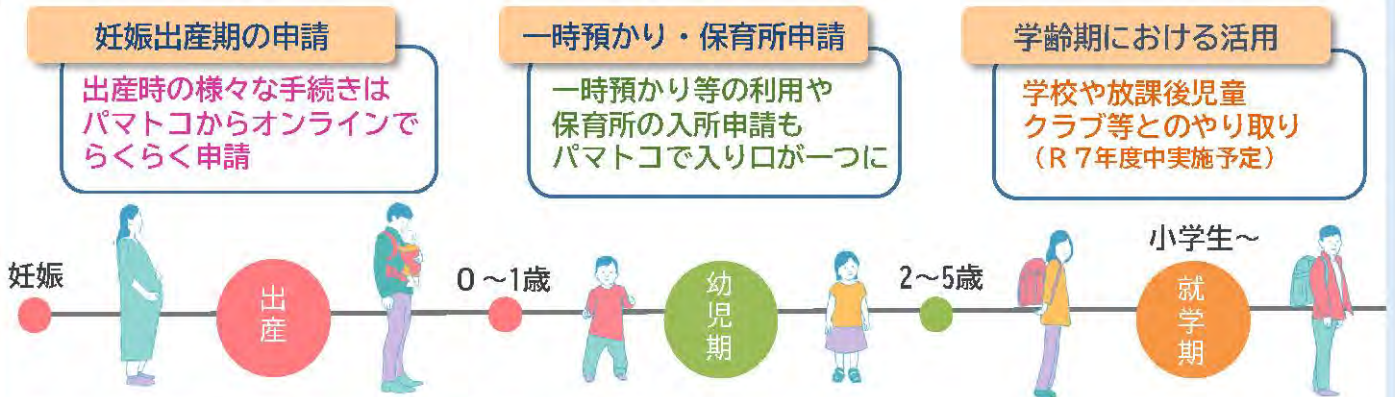 妊娠出産期の申請
出産時の様々な手続きは
パマトコからオンラインで
らくらく申請
一時預かり・保育所申請
一時預かり等の利用や
保育所の入所申請も
パマトコで入り口が一つに
学齢期における活用
学校や放課後児童
クラブ等とのやり取り
（R７年度中実施予定）
妊娠
出産
0～1歳
幼児期
2～5歳
小学生～
就学期